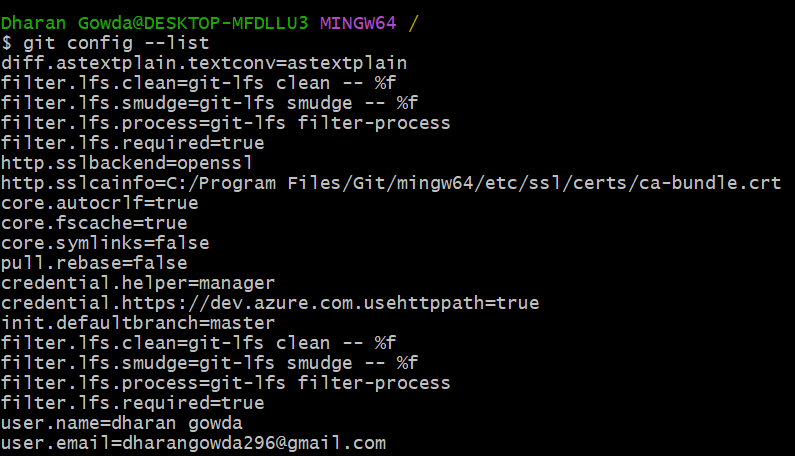 Dharan Gowda@DESKTOP-MFDLLU3 MINGW64 /
$ git config --list
diff.astextplain.textconv=astextplain
filter.lfs.clean=git-lfs clean -- %f
filter.lfs.smudge=git-lfs smudge -- %f
filter.lfs.process=git-lfs filter-process
filter.lfs.required=true
http.sslbackend=openssl
http.sslcainfo=C:/Program Files/Git/mingw64/etc/ssl/certs/ca-bundle.crt
core.autocrlf=true
core.fscache=true
core.symlinks=false
pull.rebase=false
credential.helper=manager
credential.https://dev.azure.com.usehttppath=true
init.defaultbranch=master
filter.lfs.clean=git-lfs clean -- %f
filter.lfs.smudge=git-lfs smudge -- %f
filter.lfs.process=git-lfs filter-process
filter.lfs.required=true
user.name=dharan gowda
user.email=dharangowda296@gmail.com